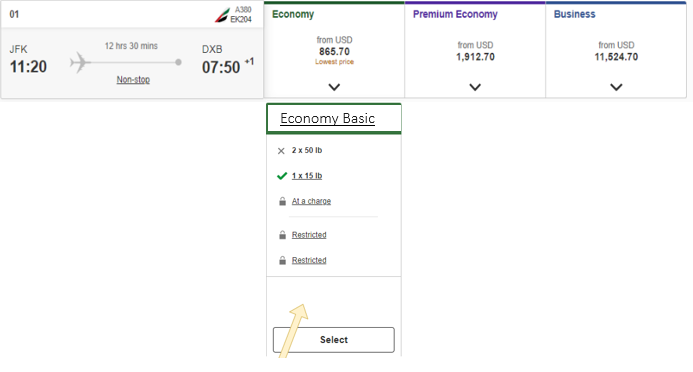 01
A380
EK204
JFK
11:20
12 hrs 30 mins
Non-stop
DXB
07:50 +1
Economy
from USD
865.70
Lowest price
Premium Economy
from USD
1,912.70
Business
from USD
11,524.70
Economy Basic
2 x 50 lb
1 x 15 lb
At a charge
Restricted
Restricted
Select